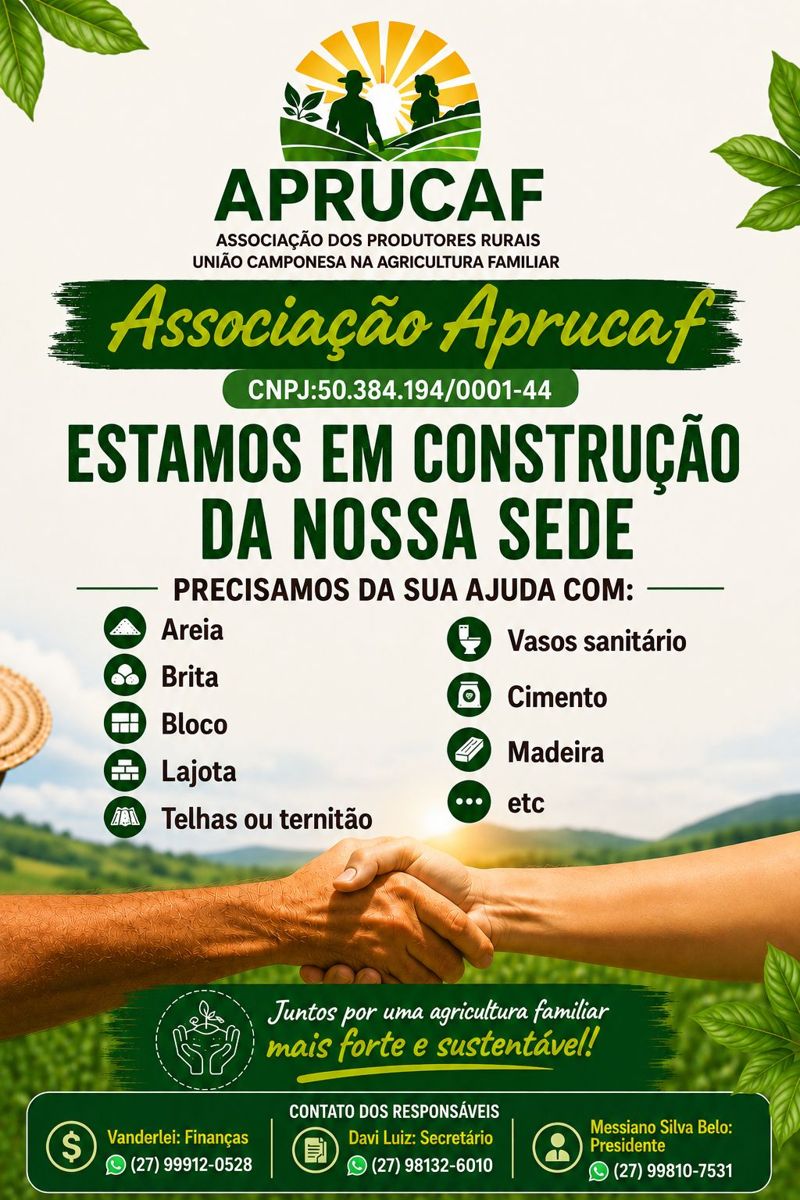 APRUCAF
ASSOCIAÇÃO DOS PRODUTORES RURAIS
UNIÃO CAMPONESA NA AGRICULTURA FAMILIAR
Associação Aprucaf
CNPJ:50.384.194/0001-44
ESTAMOS EM CONSTRUÇÃO
DA NOSSA SEDE
PRECISAMOS DA SUA AJUDA COM:
Areia
Brita
Bloco
Lajota
Telhas ou ternitão
Vasos sanitário
Cimento
Madeira
etc
Juntos por uma agricultura familiar
mais forte e sustentável!
CONTATO DOS RESPONSÁVEIS
$
Vanderlei: Finanças
(27) 99912-0528
Davi Luiz: Secretário
(27) 98132-6010
Messiano Silva Belo:
Presidente
(27) 99810-7531